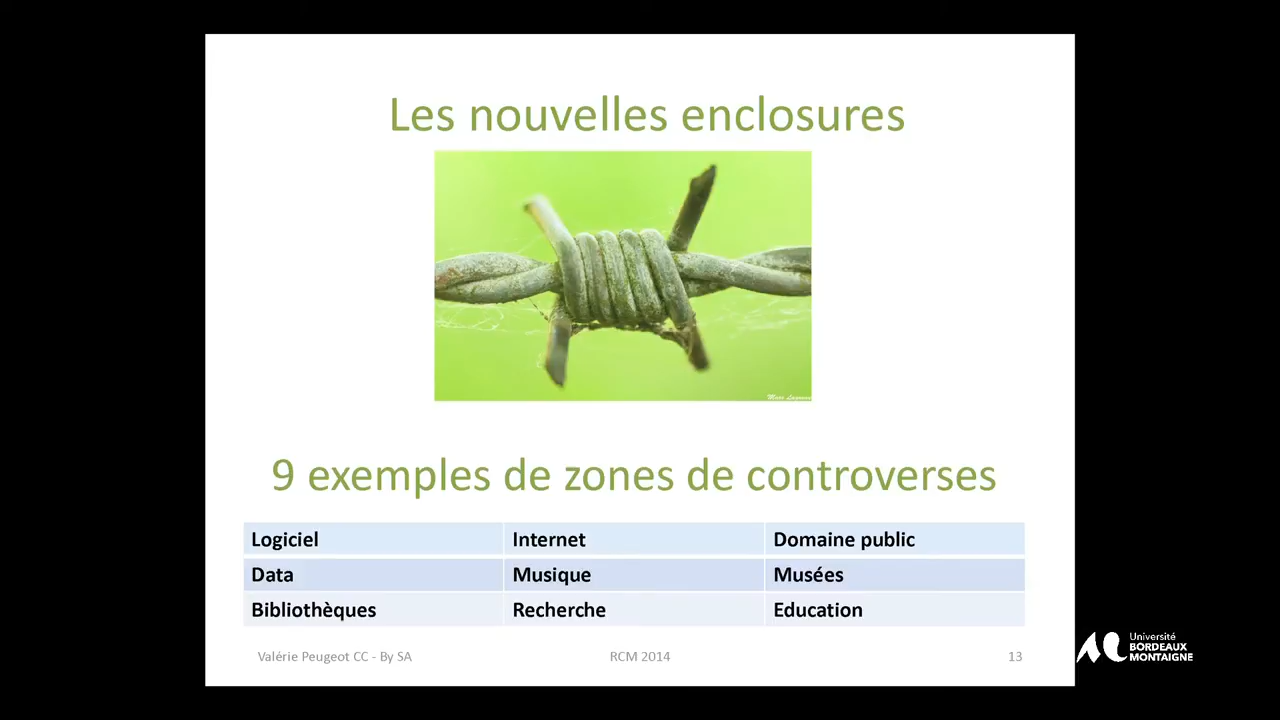 Les nouvelles enclosures
9 exemples de zones de controverses
Logiciel Internet Domaine public
Data Musique Musées
Bibliothèques Recherche Education
Valérie Peugeot CC - By SA RCM 2014 13
Université
BORDEAUX
MONTAIGNE